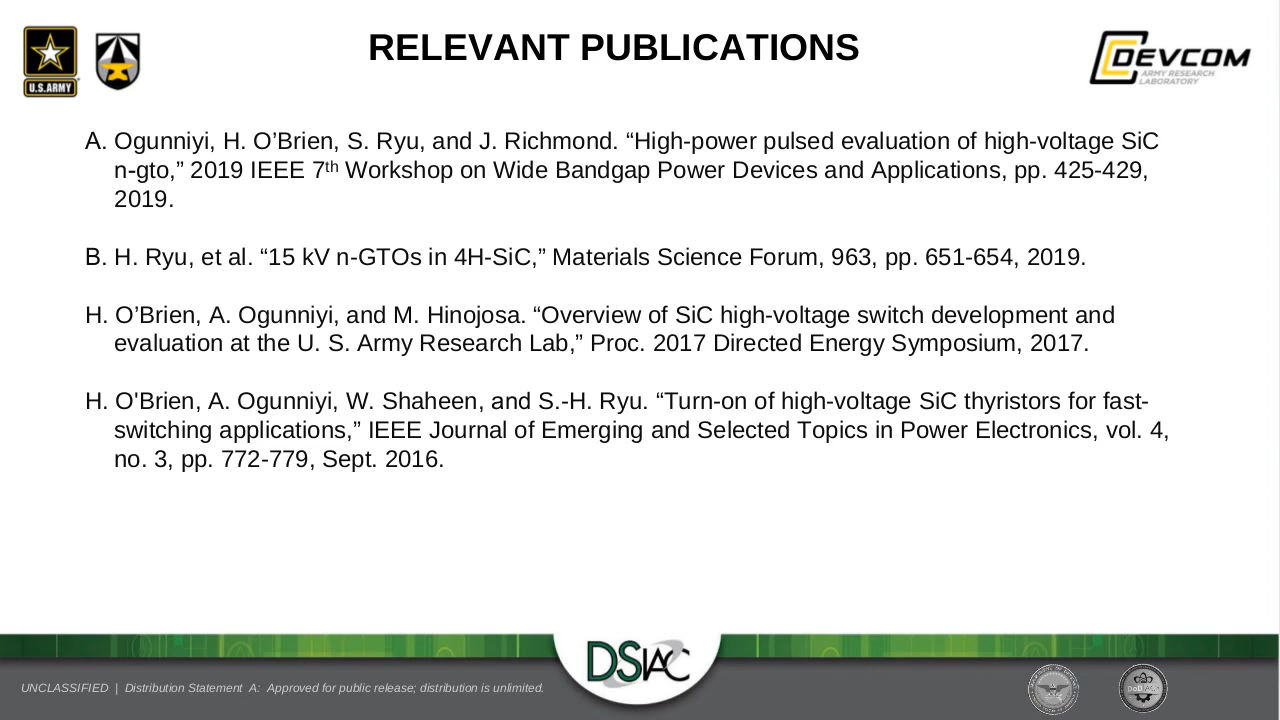 RELEVANT PUBLICATIONS
U.S.ARMY
DEVCOM
ARMY RESEARCH
LABORATORY
A. Ogunniyi, H. O’Brien, S. Ryu, and J. Richmond. “High-power pulsed evaluation of high-voltage SiC
n-gto,” 2019 IEEE 7th Workshop on Wide Bandgap Power Devices and Applications, pp. 425-429,
2019.
B. H. Ryu, et al. “15 kV n-GTOs in 4H-SiC,” Materials Science Forum, 963, pp. 651-654, 2019.
H. O’Brien, A. Ogunniyi, and M. Hinojosa. “Overview of SiC high-voltage switch development and
evaluation at the U. S. Army Research Lab,” Proc. 2017 Directed Energy Symposium, 2017.
H. O'Brien, A. Ogunniyi, W. Shaheen, and S.-H. Ryu. “Turn-on of high-voltage SiC thyristors for fast-
switching applications,” IEEE Journal of Emerging and Selected Topics in Power Electronics, vol. 4,
no. 3, pp. 772-779, Sept. 2016.
DSIAC
UNCLASSIFIED | Distribution Statement A: Approved for public release; distribution is unlimited.